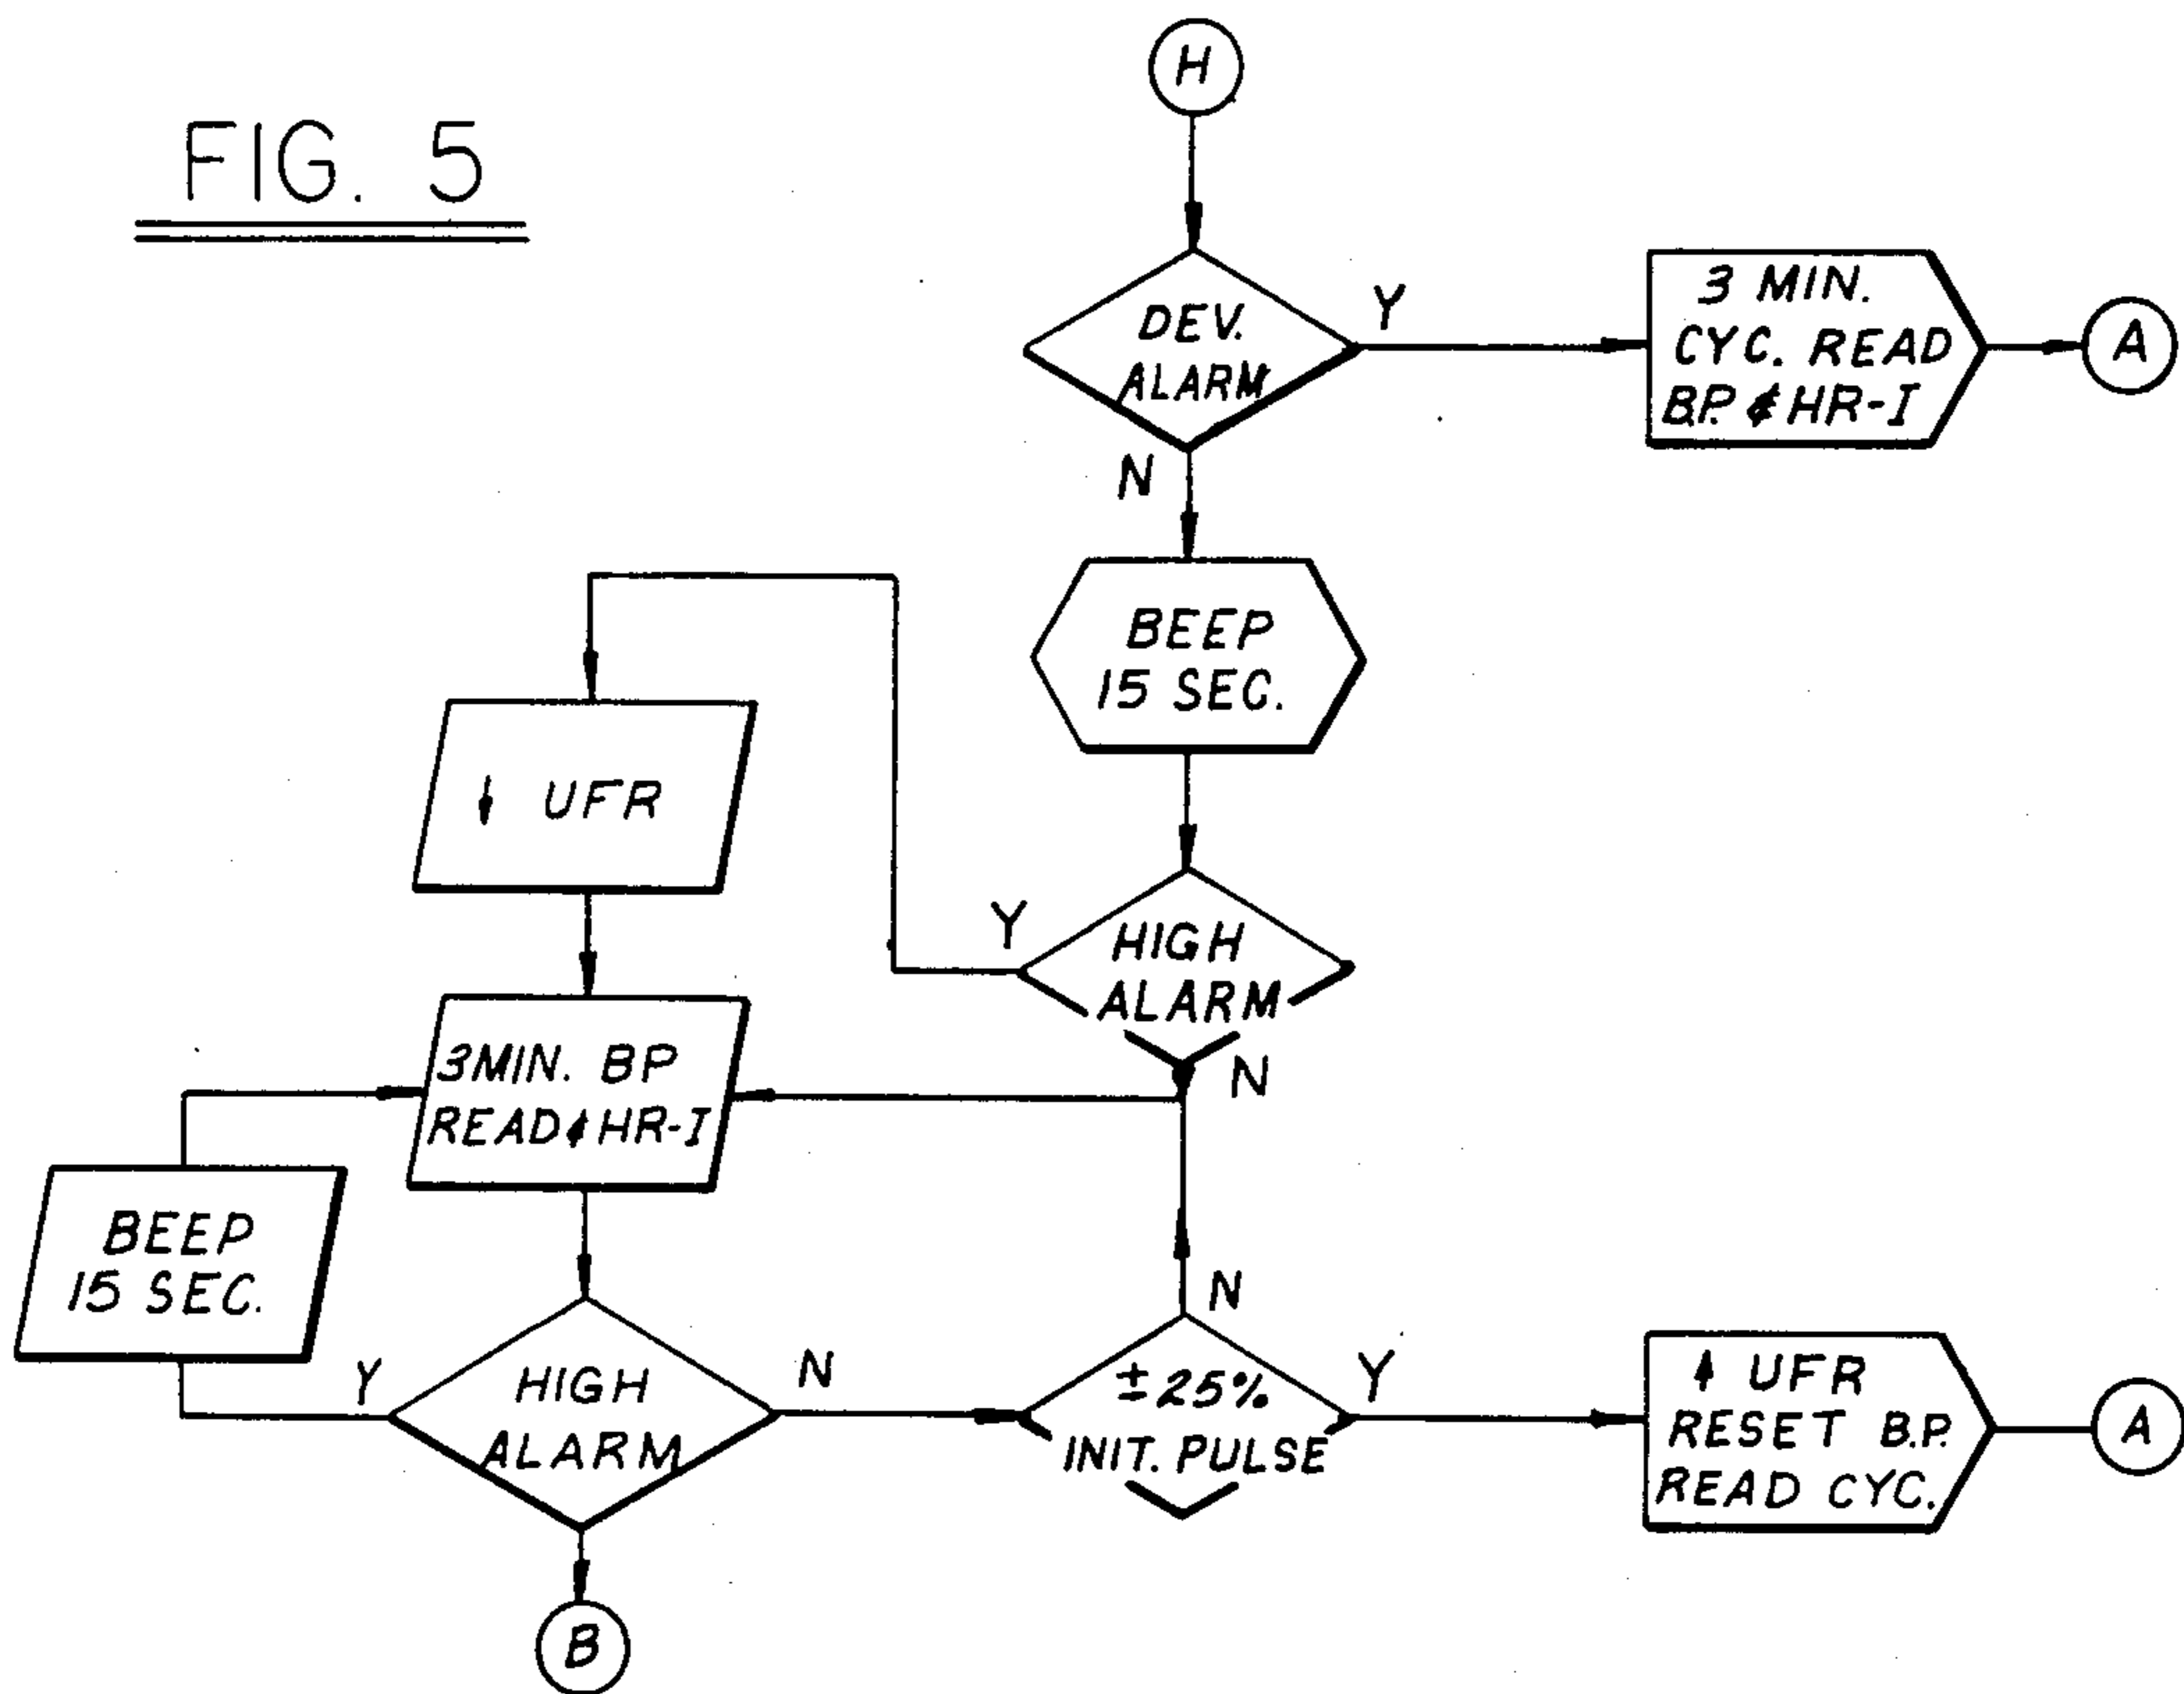 FIG. 5
H
DEV.
ALARM
Y
N
3 MIN.
CYC. READ
B.P. & HR-I
A
BEEP
15 SEC.
↓ UFR
HIGH
ALARM
Y
N
3MIN. BP
READ & HR-I
BEEP
15 SEC.
HIGH
ALARM
Y
N
±25%
INIT. PULSE
N
Y
↑ UFR
RESET B.P.
READ CYC.
A
B